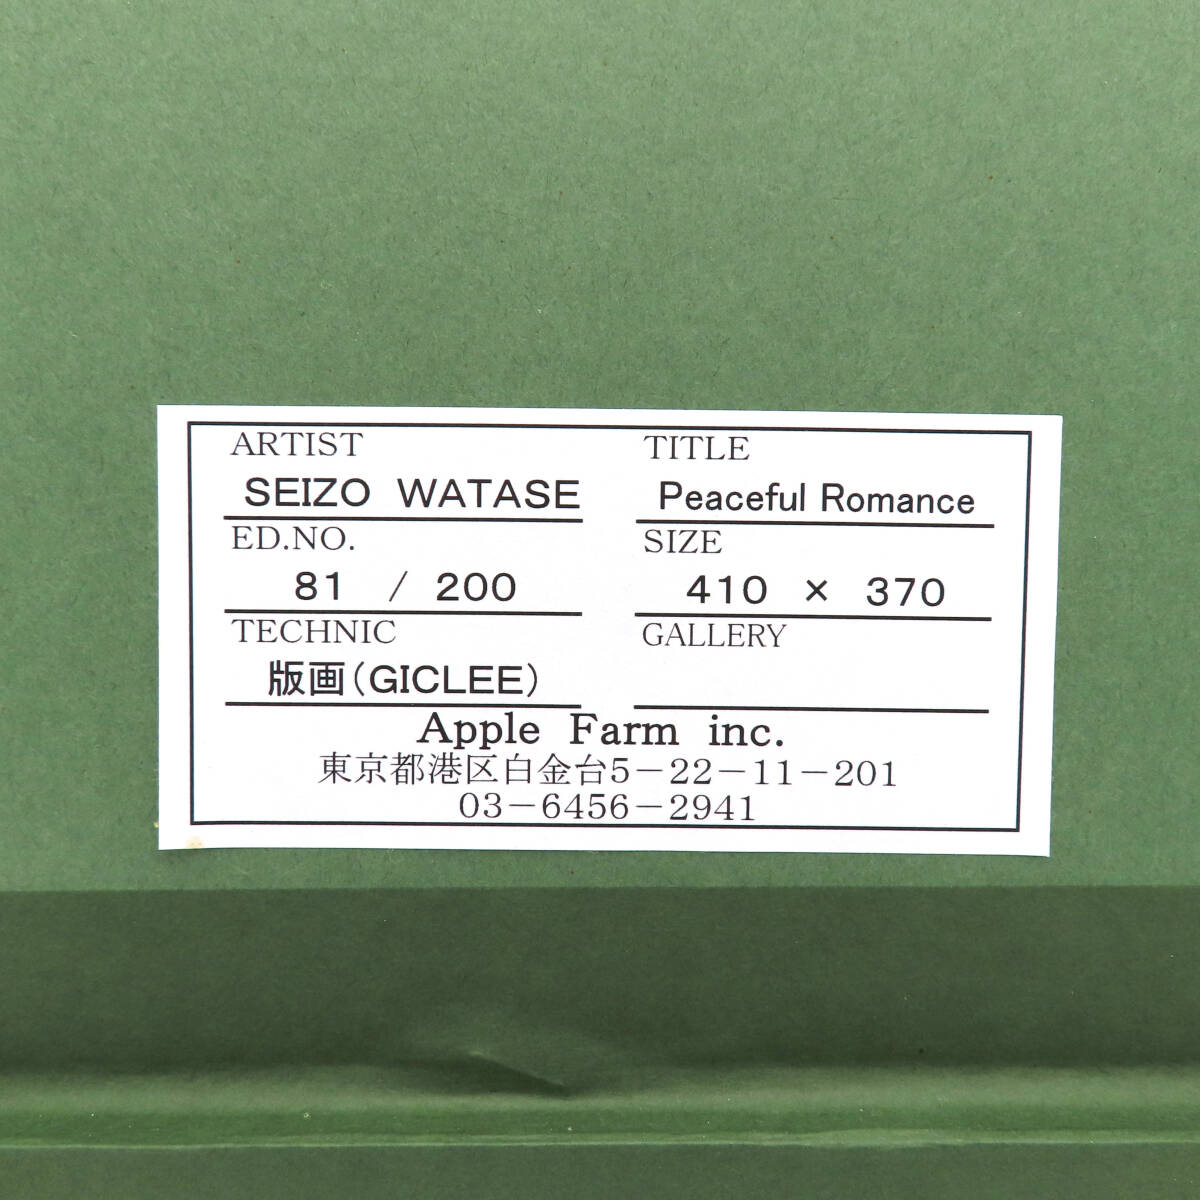 ARTIST TITLE
SEIZO WATASE Peaceful Romance
ED.NO. SIZE
81 / 200 410 × 370
TECHNIC GALLERY
版画(GICLEE)
Apple Farm inc.
東京都港区白金台5-22-11-201
03-6456-2941